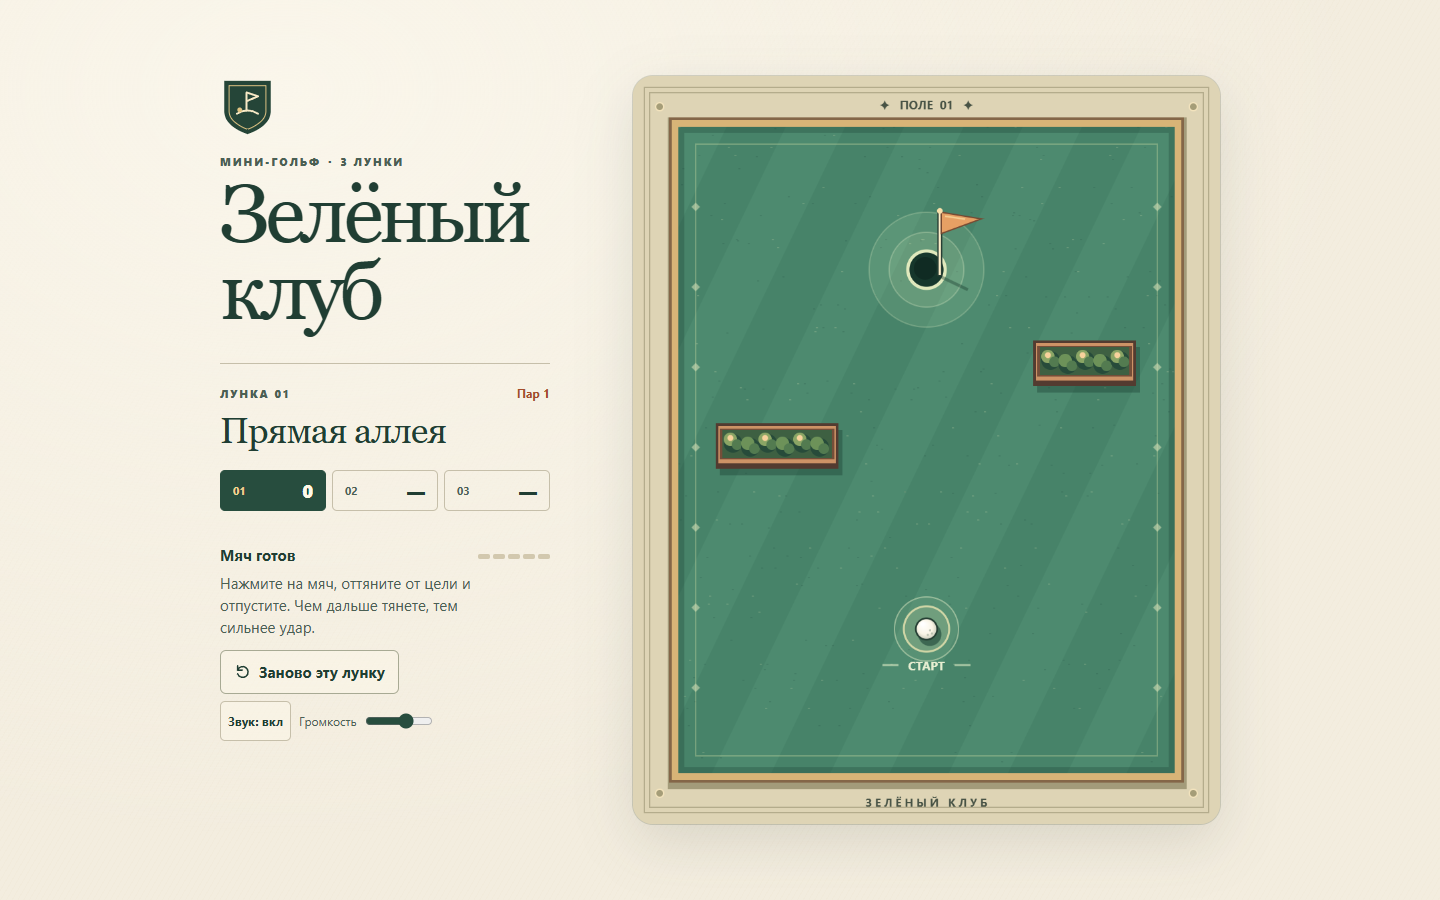 МИНИ-ГОЛЬФ · 3 ЛУНКИ
Зелёный
клуб
ЛУНКА 01
Пар 1
Прямая аллея
01 0
02 —
03 —
Мяч готов
Нажмите на мяч, оттяните от цели и
отпустите. Чем дальше тянете, тем
сильнее удар.
Заново эту лунку
Звук: вкл
Громкость
ПОЛЕ 01
СТАРТ
ЗЕЛЁНЫЙ КЛУБ